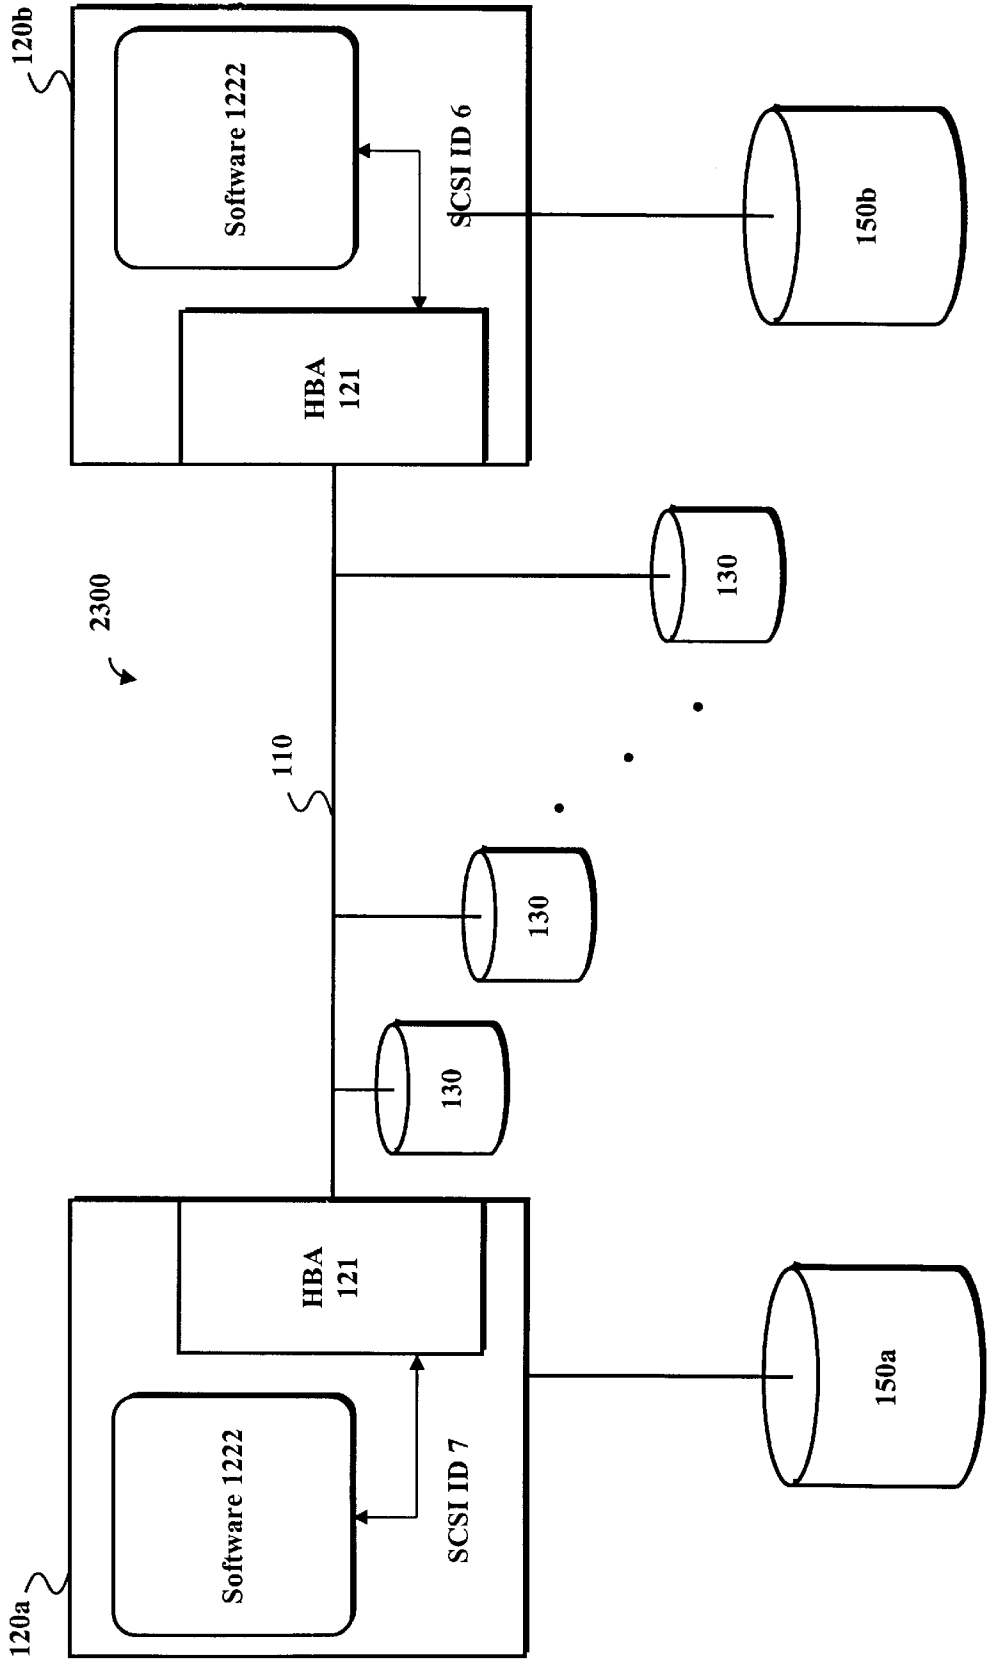 120a
Software 1222
HBA
121
SCSI ID 7
150a
110
2300
130
130
130
120b
Software 1222
HBA
121
SCSI ID 6
150b